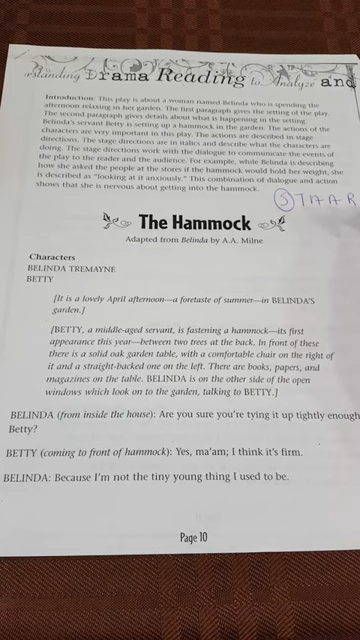 erstanding Drama Reading to Analyze and
Introduction: This play is about a woman named Belinda who is spending the
afternoon relaxing in her garden. The first paragraph gives the setting of the play.
The second paragraph gives details about what is happening in the setting.
Belinda's servant Betty is setting up a hammock in the garden. The actions of the
characters are very important in this play. The actions are described in stage
directions. The stage directions are in italics and describe what the characters are
doing. The stage directions work with the dialogue to communicate the events of
the play to the reader and the audience. For example, while Belinda is describing
how she asked the people at the stores if the hammock would hold her weight, she
is described as "looking at it anxiously." This combination of dialogue and action
shows that she is nervous about getting into the hammock.
STAAR
The Hammock
Adapted from Belinda by A.A. Milne
Characters
BELINDA TREMAYNE
BETTY
[It is a lovely April afternoon—a foretaste of summer—in BELINDA'S
garden.]
[BETTY, a middle-aged servant, is fastening a hammock—its first
appearance this year—between two trees at the back. In front of these
there is a solid oak garden table, with a comfortable chair on the right of
it and a straight-backed one on the left. There are books, papers, and
magazines on the table. BELINDA is on the other side of the open
windows which look on to the garden, talking to BETTY.]
BELINDA (from inside the house): Are you sure you're tying it up tightly enough
Betty?
BETTY (coming to front of hammock): Yes, ma'am; I think it's firm.
BELINDA: Because I'm not the tiny young thing I used to be.
Page 10